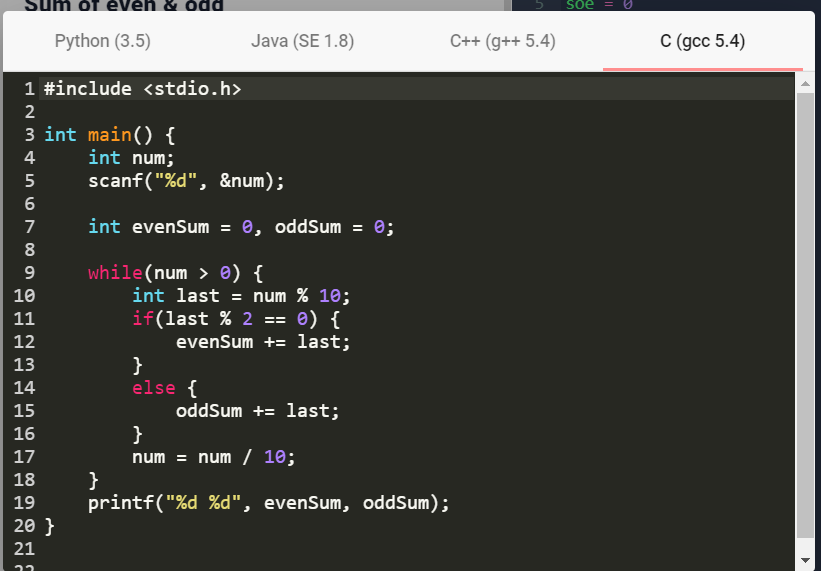 Sum of even & odd
5 soe = 0
Python (3.5) Java (SE 1.8) C++ (g++ 5.4) C (gcc 5.4)
1 #include <stdio.h>
2
3 int main() {
4     int num;
5     scanf("%d", &num);
6
7     int evenSum = 0, oddSum = 0;
8
9     while(num > 0) {
10         int last = num % 10;
11         if(last % 2 == 0) {
12             evenSum += last;
13         }
14         else {
15             oddSum += last;
16         }
17         num = num / 10;
18     }
19     printf("%d %d", evenSum, oddSum);
20 }
21
22